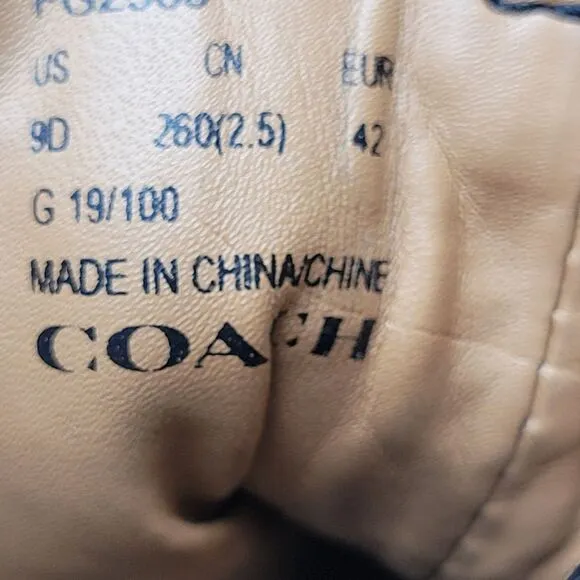 US CN EUR
9D 260(2.5) 42
G 19/100
MADE IN CHINA/CHINE
COACH